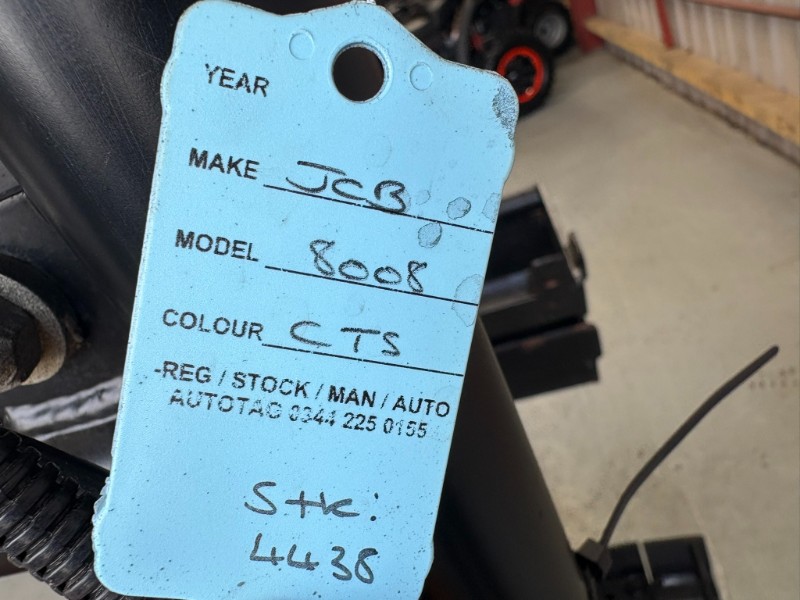 YEAR
MAKE JCB
MODEL 8008
COLOUR CTS
-REG / STOCK / MAN / AUTO
AUTOTAG 0344 225 0155
Stk:
4438